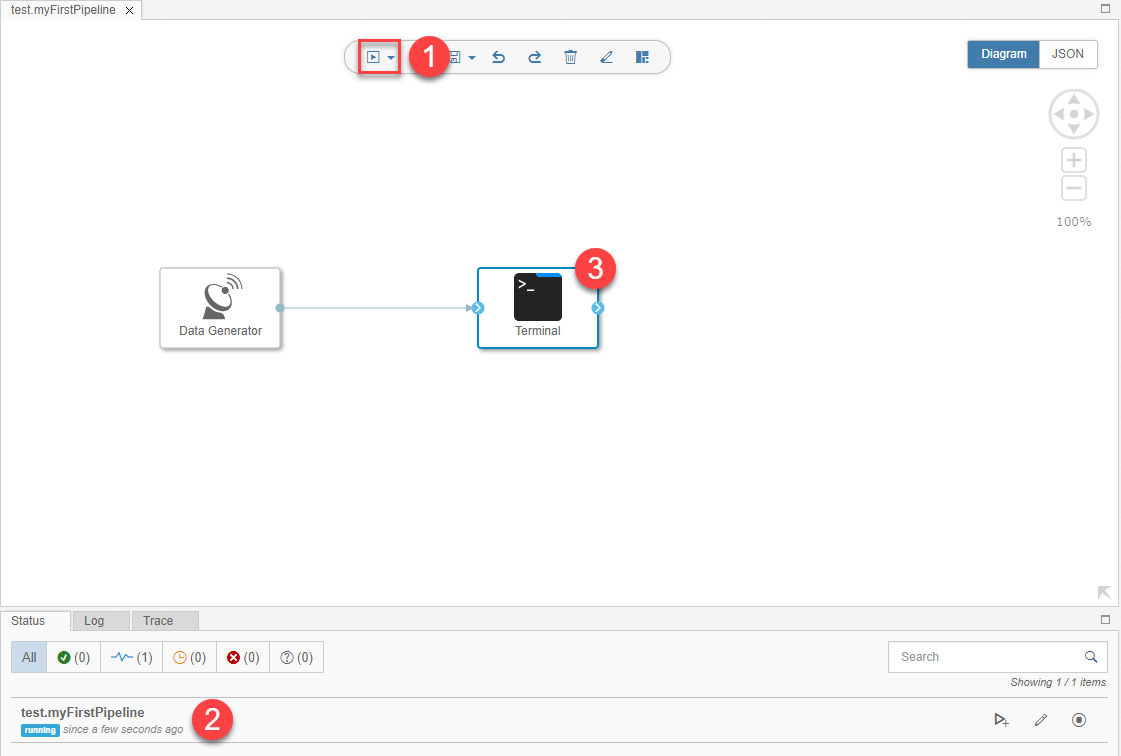 test.myFirstPipeline
1
Diagram
JSON
100%
3
Data Generator
>_
Terminal
Status
Log
Trace
All
(0)
(1)
(0)
(0)
(0)
Search
Showing 1 / 1 items
test.myFirstPipeline
running since a few seconds ago
2